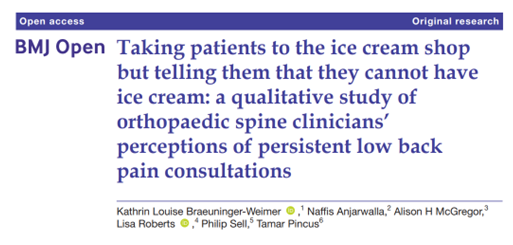 Open access
Original research
BMJ Open
Taking patients to the ice cream shop
but telling them that they cannot have
ice cream: a qualitative study of
orthopaedic spine clinicians'
perceptions of persistent low back
pain consultations
Kathrin Louise Braeuninger-Weimer ,1 Naffis Anjarwalla,2 Alison H McGregor,3
Lisa Roberts ,4 Philip Sell,5 Tamar Pincus6